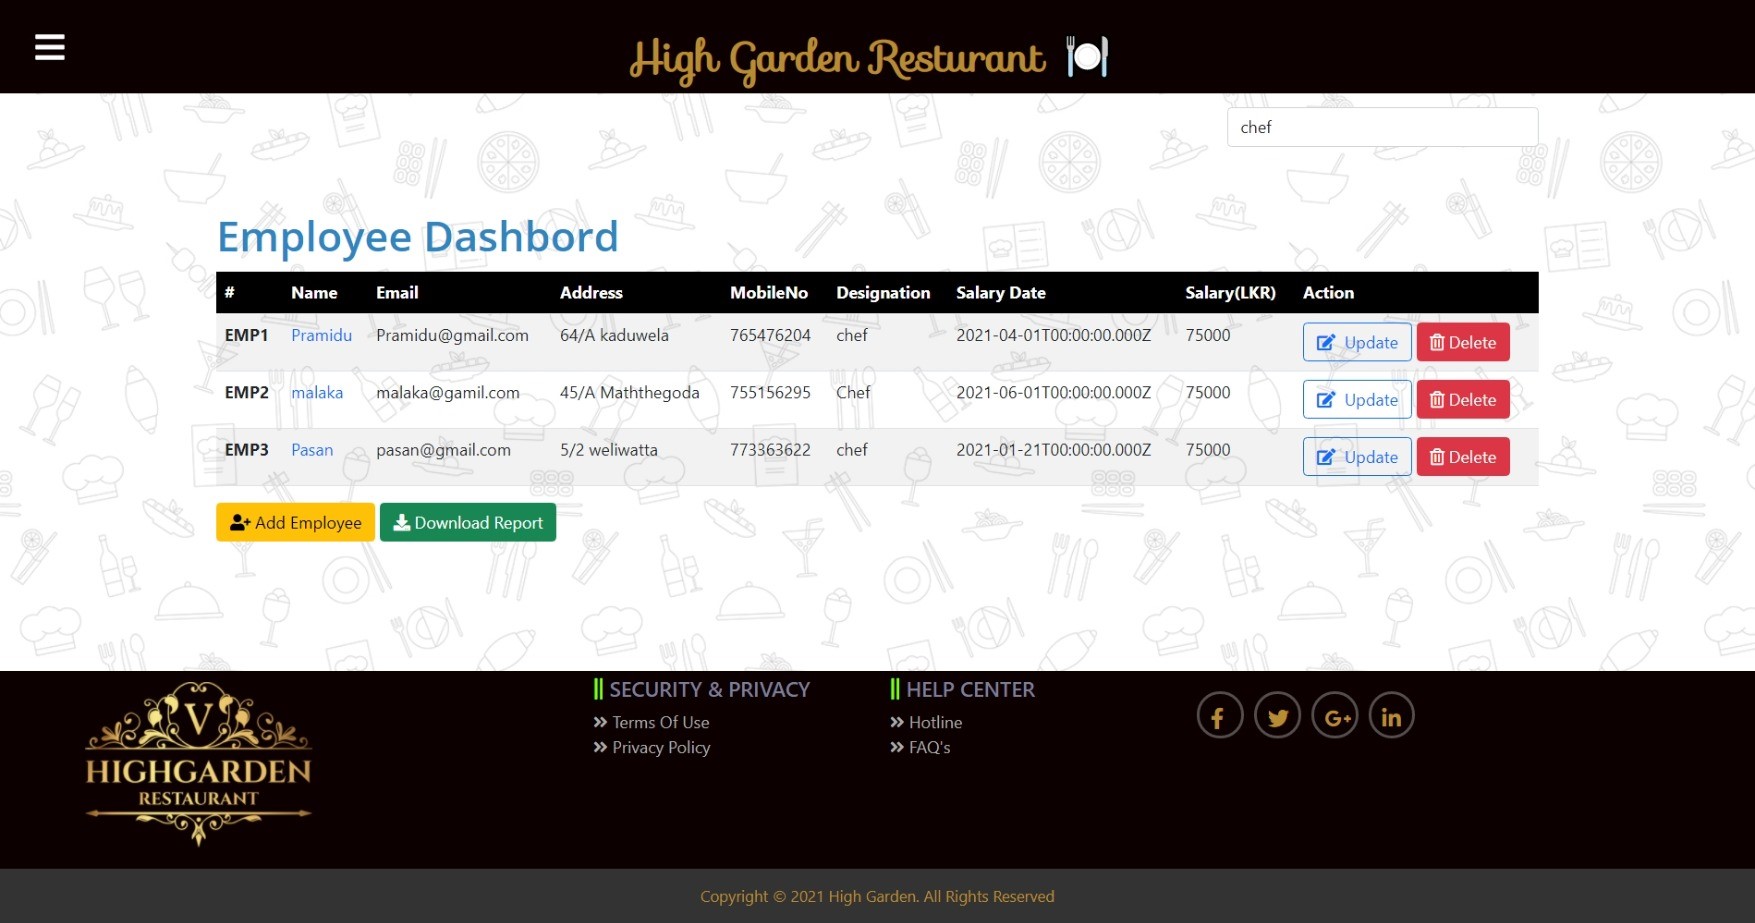 High Garden Resturant
chef
Employee Dashbord
# Name Email Address MobileNo Designation Salary Date Salary(LKR) Action
EMP1 Pramidu Pramidu@gmail.com 64/A kaduwela 765476204 chef 2021-04-01T00:00:00.000Z 75000 Update Delete
EMP2 malaka malaka@gamil.com 45/A Maththegoda 755156295 Chef 2021-06-01T00:00:00.000Z 75000 Update Delete
EMP3 Pasan pasan@gmail.com 5/2 weliwatta 773363622 chef 2021-01-21T00:00:00.000Z 75000 Update Delete
Add Employee Download Report
V
HIGHGARDEN
RESTAURANT
SECURITY & PRIVACY
Terms Of Use
Privacy Policy
HELP CENTER
Hotline
FAQ's
Copyright © 2021 High Garden. All Rights Reserved